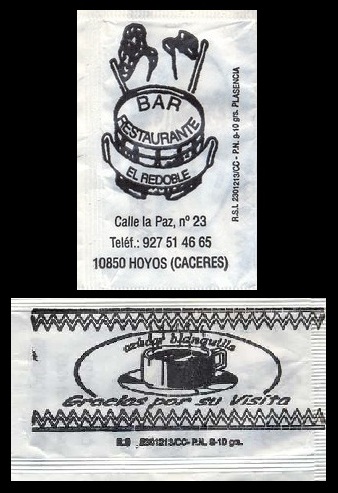 BAR
RESTAURANTE
EL REDOBLE
R.S.I. 2301213/CC - P.N. 9-10 grs. PLASENCIA
Calle la Paz, nº 23
Teléf.: 927 51 46 65
10850 HOYOS (CACERES)
azúcar blanquilla
Gracias por su Visita
R.S 2301213/CC- P.N. 8-10 grs.